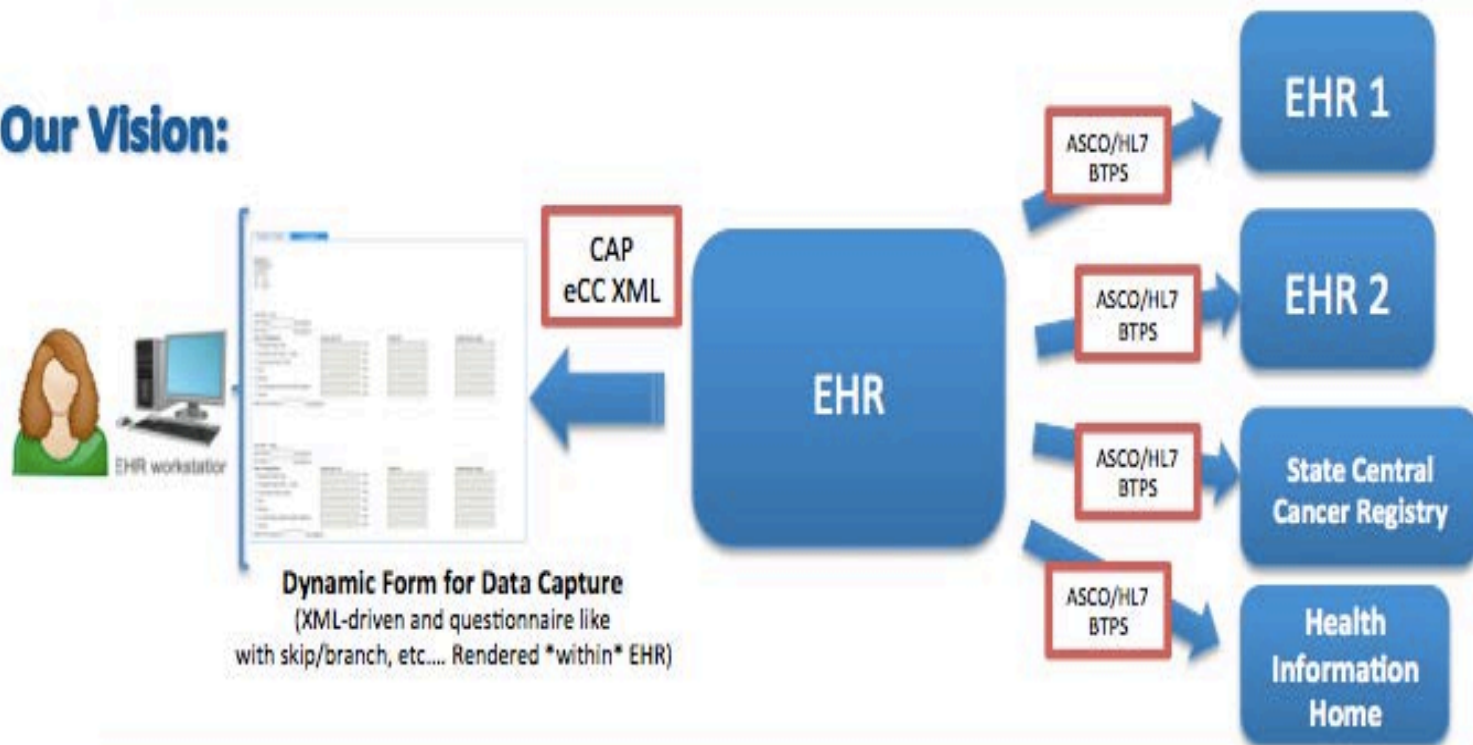 Our Vision:
EHR workstation
CAP
eCC XML
Dynamic Form for Data Capture
(XML-driven and questionnaire like
with skip/branch, etc.... Rendered *within* EHR)
EHR
ASCO/HL7
BTPS
EHR 1
ASCO/HL7
BTPS
EHR 2
ASCO/HL7
BTPS
State Central
Cancer Registry
ASCO/HL7
BTPS
Health
Information
Home